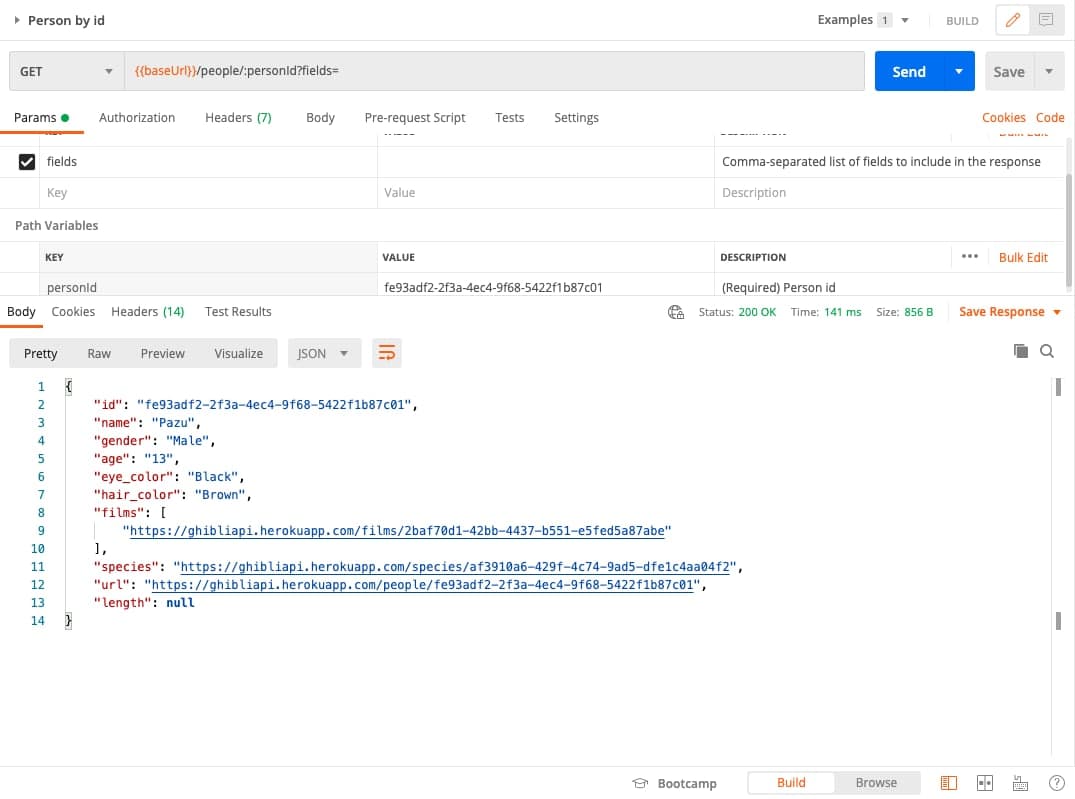 Person by id Examples 1 BUILD
GET {{baseUrl}}/people/:personId?fields= Send Save
Params Authorization Headers (7) Body Pre-request Script Tests Settings Cookies Code
fields Comma-separated list of fields to include in the response
Key Value Description
Path Variables
KEY VALUE DESCRIPTION ••• Bulk Edit
personId fe93adf2-2f3a-4ec4-9f68-5422f1b87c01 (Required) Person id
Body Cookies Headers (14) Test Results Status: 200 OK Time: 141 ms Size: 856 B Save Response
Pretty Raw Preview Visualize JSON
1 {
2 "id": "fe93adf2-2f3a-4ec4-9f68-5422f1b87c01",
3 "name": "Pazu",
4 "gender": "Male",
5 "age": "13",
6 "eye_color": "Black",
7 "hair_color": "Brown",
8 "films": [
9 "https://ghibliapi.herokuapp.com/films/2baf70d1-42bb-4437-b551-e5fed5a87abe"
10 ],
11 "species": "https://ghibliapi.herokuapp.com/species/af3910a6-429f-4c74-9ad5-dfe1c4aa04f2",
12 "url": "https://ghibliapi.herokuapp.com/people/fe93adf2-2f3a-4ec4-9f68-5422f1b87c01",
13 "length": null
14 }
Bootcamp Build Browse